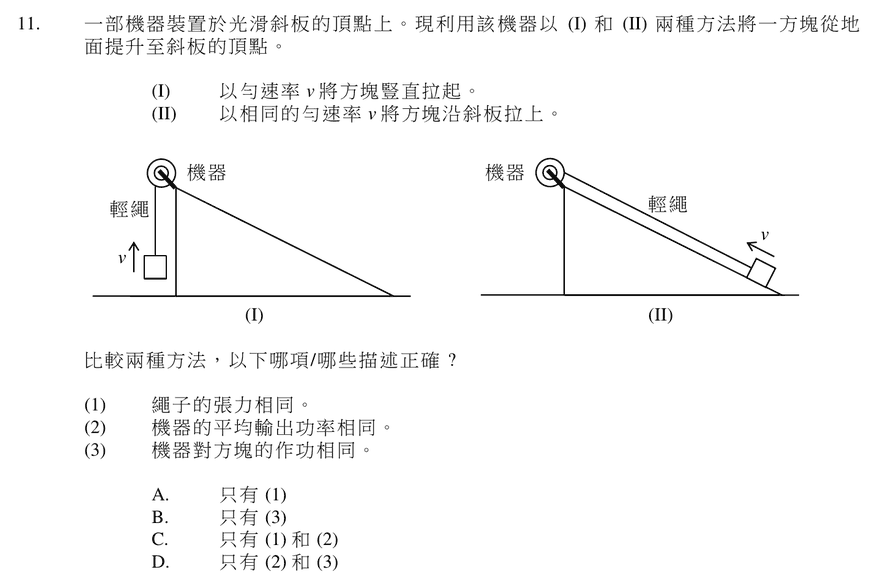 11. 一部機器裝置於光滑斜板的頂點上。現利用該機器以 (I) 和 (II) 兩種方法將一方塊從地
面提升至斜板的頂點。
(I) 以勻速率 v 將方塊豎直拉起。
(II) 以相同的勻速率 v 將方塊沿斜板拉上。
機器 機器
輕繩 輕繩
v v
(I) (II)
比較兩種方法，以下哪項/哪些描述正確？
(1) 繩子的張力相同。
(2) 機器的平均輸出功率相同。
(3) 機器對方塊的作功相同。
A. 只有 (1)
B. 只有 (3)
C. 只有 (1) 和 (2)
D. 只有 (2) 和 (3)